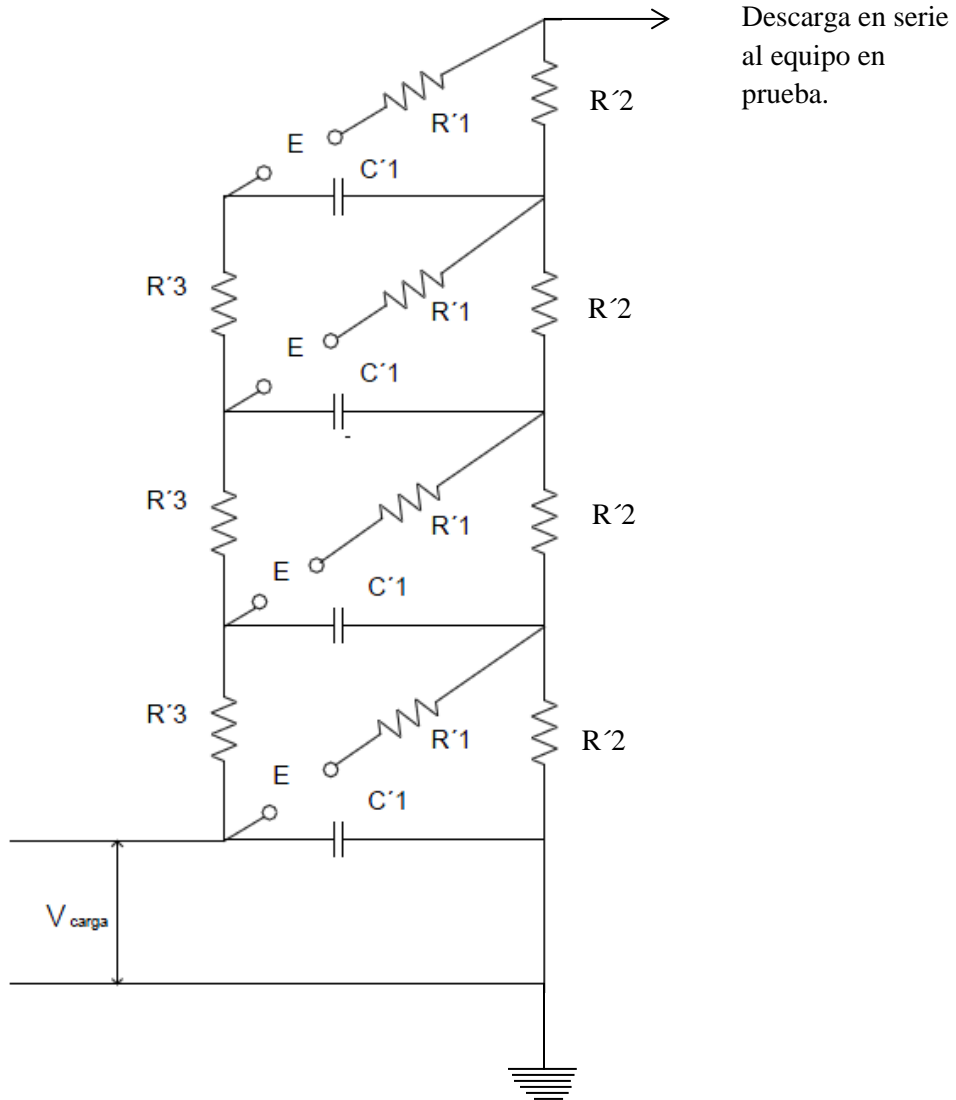 Descarga en serie
al equipo en
prueba.
R´2
R´1
E
C´1
R´3
R´1
R´2
E
C´1
R´3
R´1
R´2
E
C´1
R´3
R´1
R´2
E
C´1
V carga